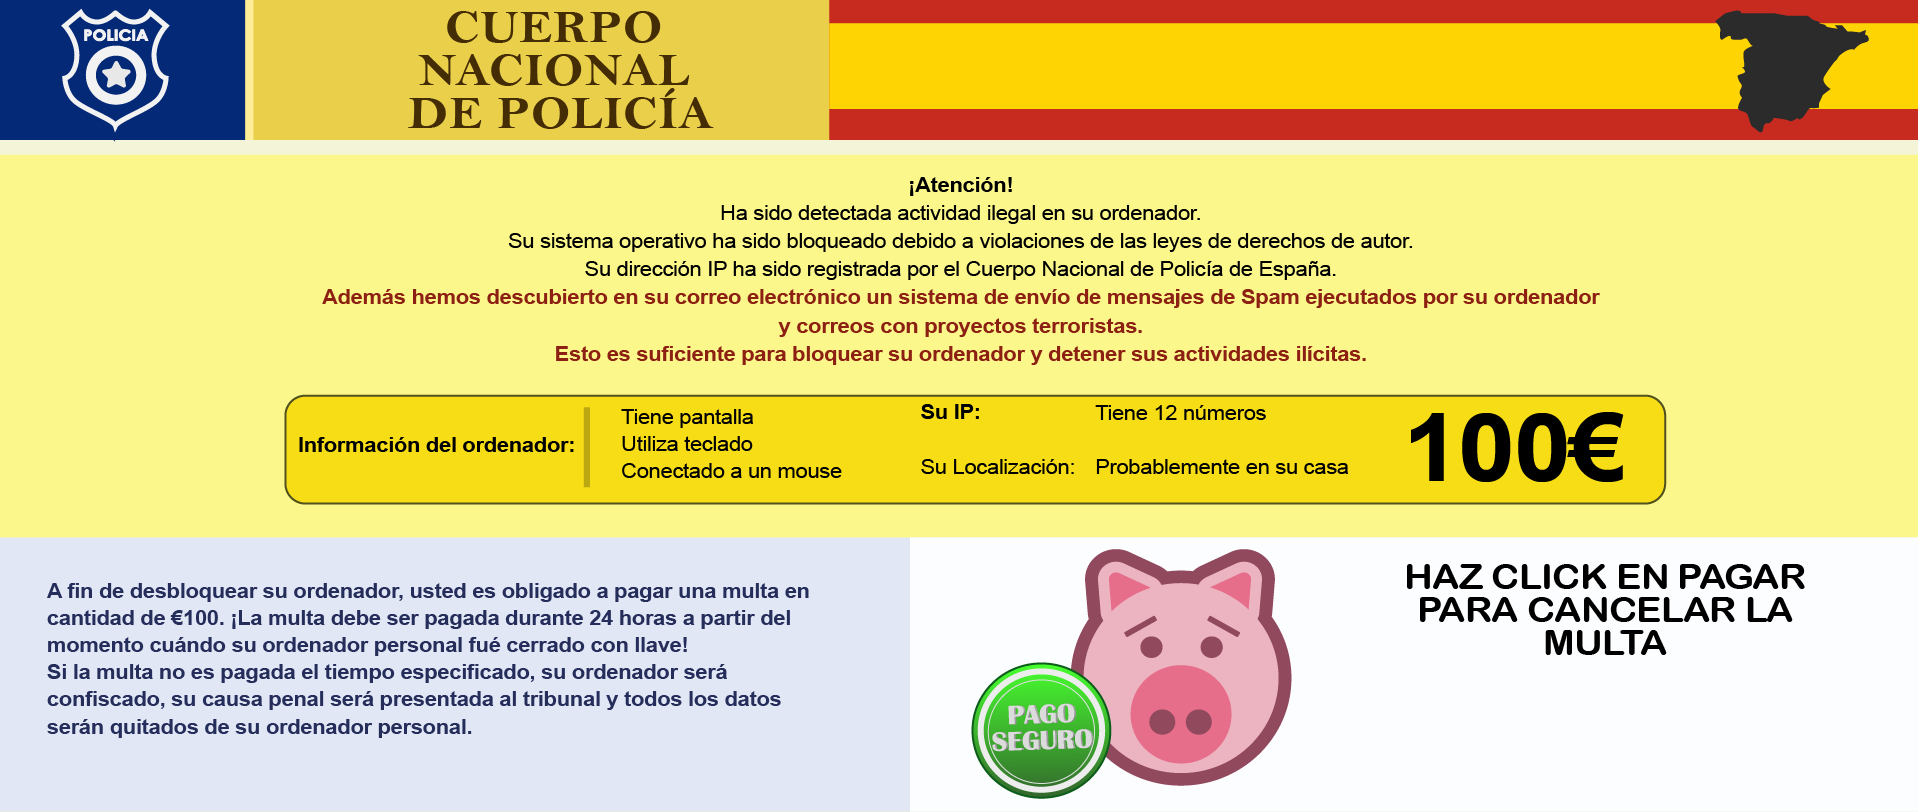 POLICIA
CUERPO
NACIONAL
DE POLICÍA
¡Atención!
Ha sido detectada actividad ilegal en su ordenador.
Su sistema operativo ha sido bloqueado debido a violaciones de las leyes de derechos de autor.
Su dirección IP ha sido registrada por el Cuerpo Nacional de Policía de España.
Además hemos descubierto en su correo electrónico un sistema de envío de mensajes de Spam ejecutados por su ordenador
y correos con proyectos terroristas.
Esto es suficiente para bloquear su ordenador y detener sus actividades ilícitas.
Información del ordenador:
Tiene pantalla
Utiliza teclado
Conectado a un mouse
Su IP: Tiene 12 números
Su Localización: Probablemente en su casa
100€
A fin de desbloquear su ordenador, usted es obligado a pagar una multa en
cantidad de €100. ¡La multa debe ser pagada durante 24 horas a partir del
momento cuándo su ordenador personal fué cerrado con llave!
Si la multa no es pagada el tiempo especificado, su ordenador será
confiscado, su causa penal será presentada al tribunal y todos los datos
serán quitados de su ordenador personal.
PAGO
SEGURO
HAZ CLICK EN PAGAR
PARA CANCELAR LA
MULTA